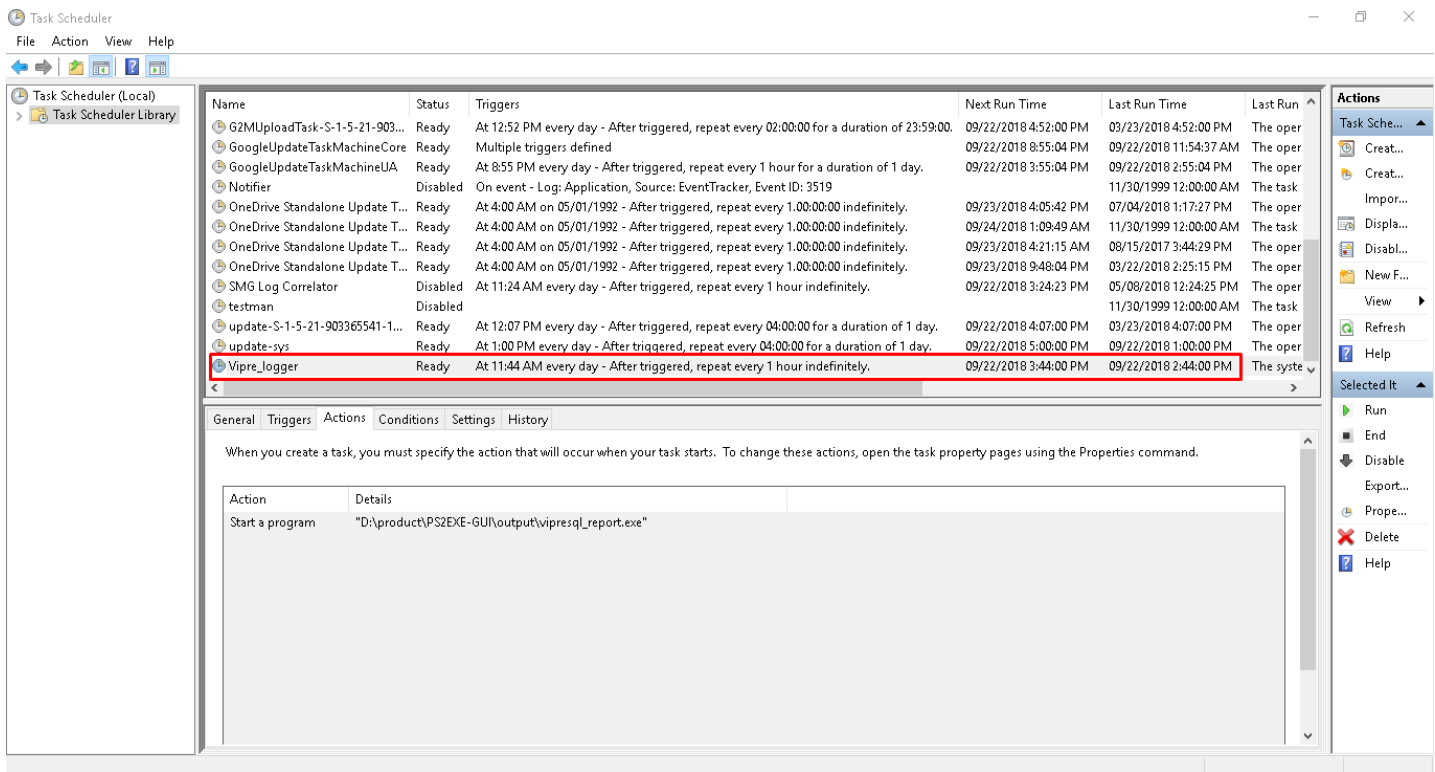 Task Scheduler
File Action View Help
Task Scheduler (Local)
Task Scheduler Library
Name Status Triggers Next Run Time Last Run Time Last Run
G2MUploadTask-S-1-5-21-903... Ready At 12:52 PM every day - After triggered, repeat every 02:00:00 for a duration of 23:59:00. 09/22/2018 4:52:00 PM 03/23/2018 4:52:00 PM The oper
GoogleUpdateTaskMachineCore Ready Multiple triggers defined 09/22/2018 8:55:04 PM 09/22/2018 11:54:37 AM The oper
GoogleUpdateTaskMachineUA Ready At 8:55 PM every day - After triggered, repeat every 1 hour for a duration of 1 day. 09/22/2018 3:55:04 PM 09/22/2018 2:55:04 PM The oper
Notifier Disabled On event - Log: Application, Source: EventTracker, Event ID: 3519 11/30/1999 12:00:00 AM The task
OneDrive Standalone Update T... Ready At 4:00 AM on 05/01/1992 - After triggered, repeat every 1.00:00:00 indefinitely. 09/23/2018 4:05:42 PM 07/04/2018 1:17:27 PM The oper
OneDrive Standalone Update T... Ready At 4:00 AM on 05/01/1992 - After triggered, repeat every 1.00:00:00 indefinitely. 09/24/2018 1:09:49 AM 11/30/1999 12:00:00 AM The task
OneDrive Standalone Update T... Ready At 4:00 AM on 05/01/1992 - After triggered, repeat every 1.00:00:00 indefinitely. 09/23/2018 4:21:15 AM 08/15/2017 3:44:29 PM The oper
OneDrive Standalone Update T... Ready At 4:00 AM on 05/01/1992 - After triggered, repeat every 1.00:00:00 indefinitely. 09/23/2018 9:48:04 PM 03/22/2018 2:25:15 PM The oper
SMG Log Correlator Disabled At 11:24 AM every day - After triggered, repeat every 1 hour indefinitely. 09/22/2018 3:24:23 PM 05/08/2018 12:24:25 PM The oper
testman Disabled 11/30/1999 12:00:00 AM The task
update-S-1-5-21-903365541-1... Ready At 12:07 PM every day - After triggered, repeat every 04:00:00 for a duration of 1 day. 09/22/2018 4:07:00 PM 03/23/2018 4:07:00 PM The oper
update-sys Ready At 1:00 PM every day - After triggered, repeat every 04:00:00 for a duration of 1 day. 09/22/2018 5:00:00 PM 09/22/2018 1:00:00 PM The oper
Vipre_logger Ready At 11:44 AM every day - After triggered, repeat every 1 hour indefinitely. 09/22/2018 3:44:00 PM 09/22/2018 2:44:00 PM The syste
General Triggers Actions Conditions Settings History
When you create a task, you must specify the action that will occur when your task starts. To change these actions, open the task property pages using the Properties command.
Action Details
Start a program "D:\product\PS2EXE-GUI\output\vipresql_report.exe"
Actions
Task Sche...
Creat...
Creat...
Impor...
Displa...
Disabl...
New F...
View
Refresh
Help
Selected It
Run
End
Disable
Export...
Prope...
Delete
Help